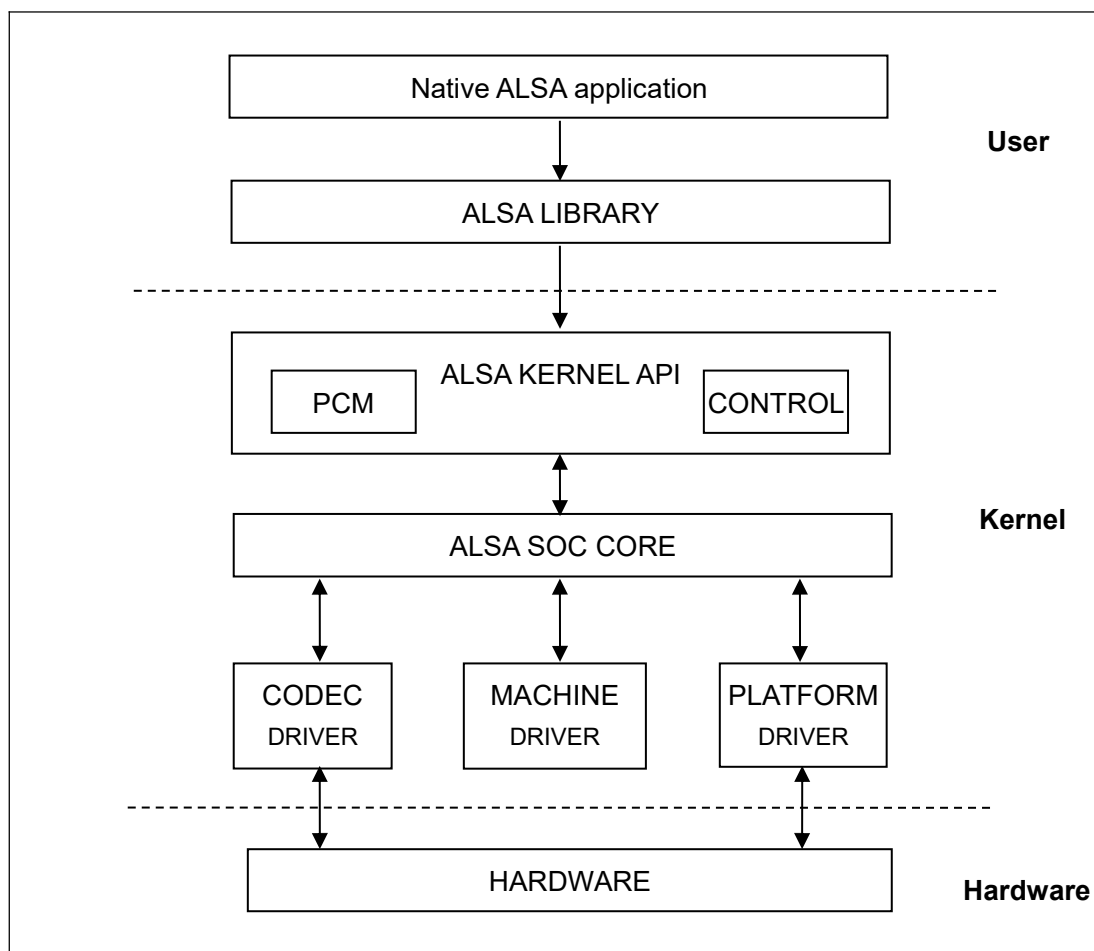 Native ALSA application
User
ALSA LIBRARY
ALSA KERNEL API
PCM
CONTROL
ALSA SOC CORE
Kernel
CODEC
DRIVER
MACHINE
DRIVER
PLATFORM
DRIVER
HARDWARE
Hardware